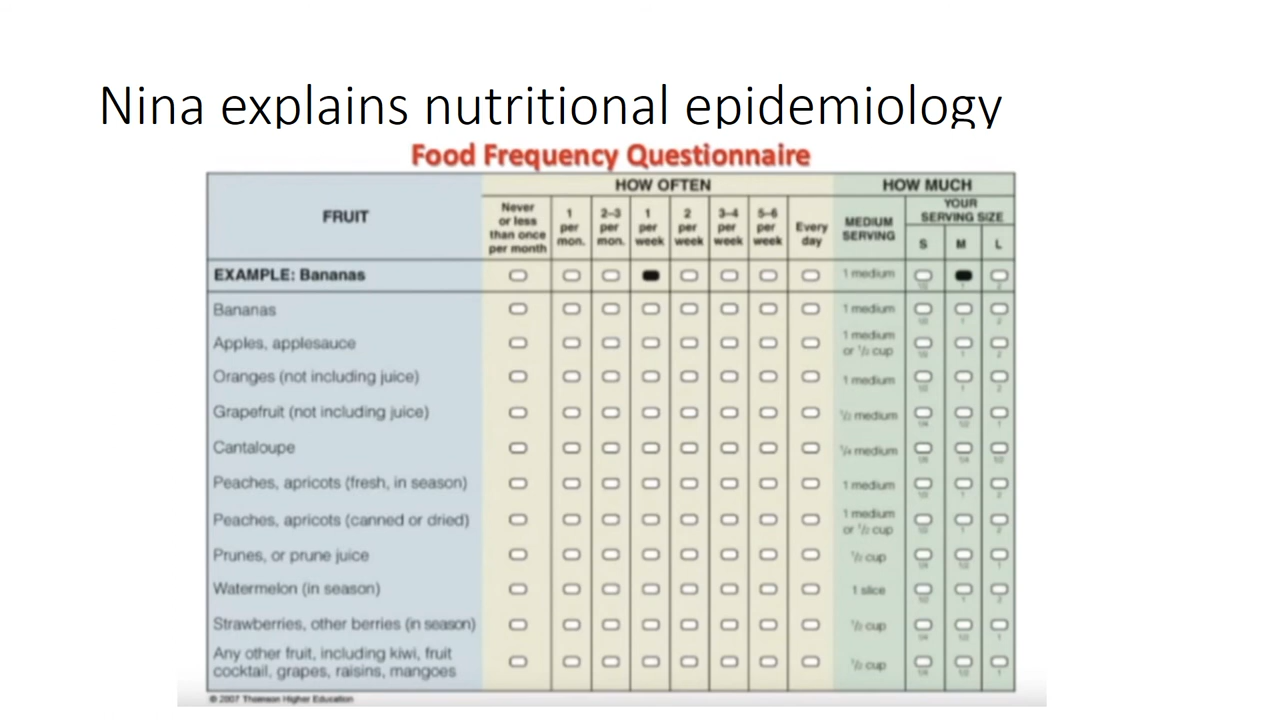 Nina explains nutritional epidemiology
Food Frequency Questionnaire
FRUIT
HOW OFTEN
HOW MUCH
Never or less than once per month
1 per mon.
2–3 per mon.
1 per week
2 per week
3–4 per week
5–6 per week
Every day
MEDIUM SERVING
YOUR SERVING SIZE
S M L
EXAMPLE: Bananas 1 medium
Bananas 1 medium
Apples, applesauce 1 medium or 1/2 cup
Oranges (not including juice) 1 medium
Grapefruit (not including juice) 1/2 medium
Cantaloupe 1/4 medium
Peaches, apricots (fresh, in season) 1 medium
Peaches, apricots (canned or dried) 1 medium or 1/2 cup
Prunes, or prune juice 1/2 cup
Watermelon (in season) 1 slice
Strawberries, other berries (in season) 1/2 cup
Any other fruit, including kiwi, fruit cocktail, grapes, raisins, mangoes 1/2 cup
© 2007 Thomson Higher Education